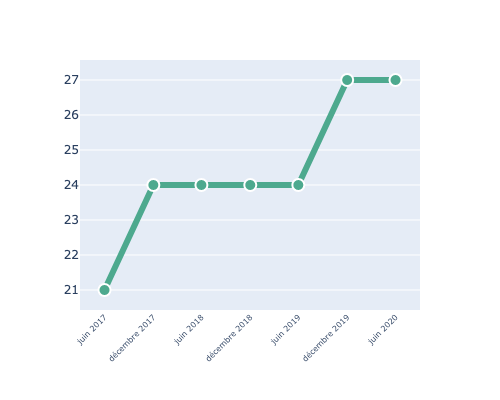 27
26
25
24
23
22
21
juin 2017
décembre 2017
juin 2018
décembre 2018
juin 2019
décembre 2019
juin 2020